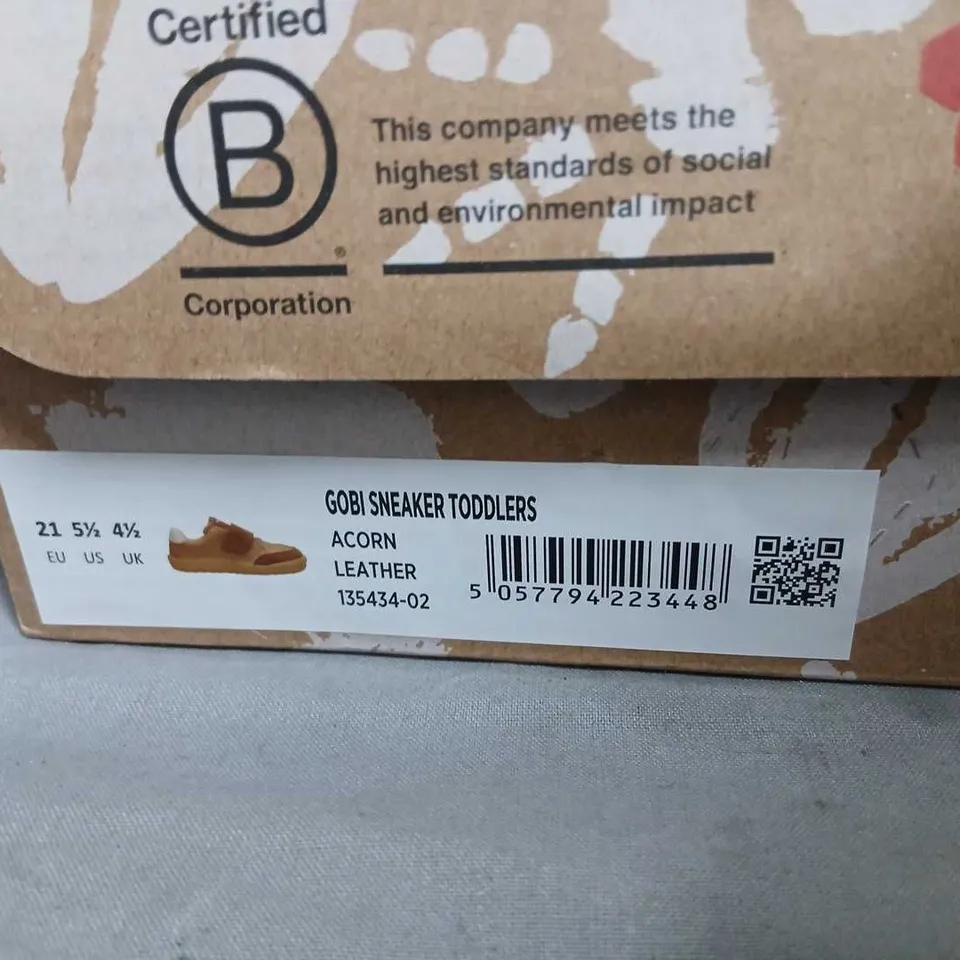 Certified
B
®
Corporation
This company meets the
highest standards of social
and environmental impact
21 5½ 4½
EU US UK
GOBI SNEAKER TODDLERS
ACORN
LEATHER
135434-02
5 057794 223448